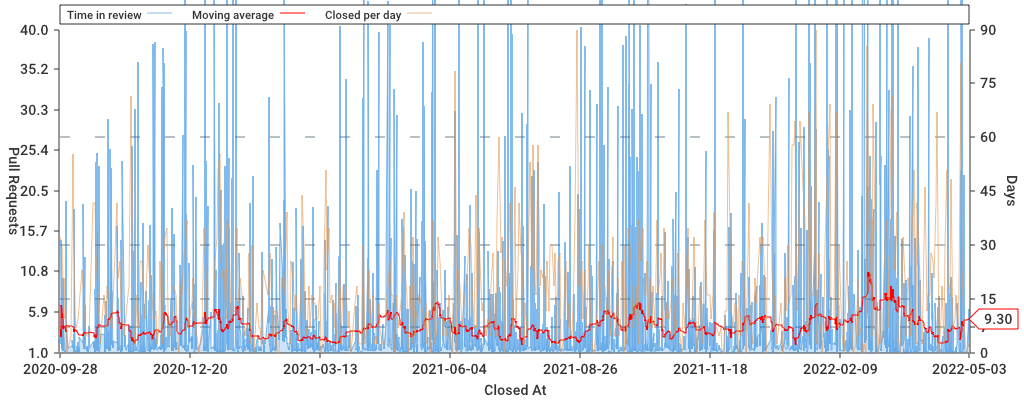 Time in review Moving average Closed per day
40.0 90
35.2 75
30.3 60
25.4 45
20.5 30
15.7 15
10.8 9.30
5.9 0
1.0
Pull Requests
Days
2020-09-28 2020-12-20 2021-03-13 2021-06-04 2021-08-26 2021-11-18 2022-02-09 2022-05-03
Closed At